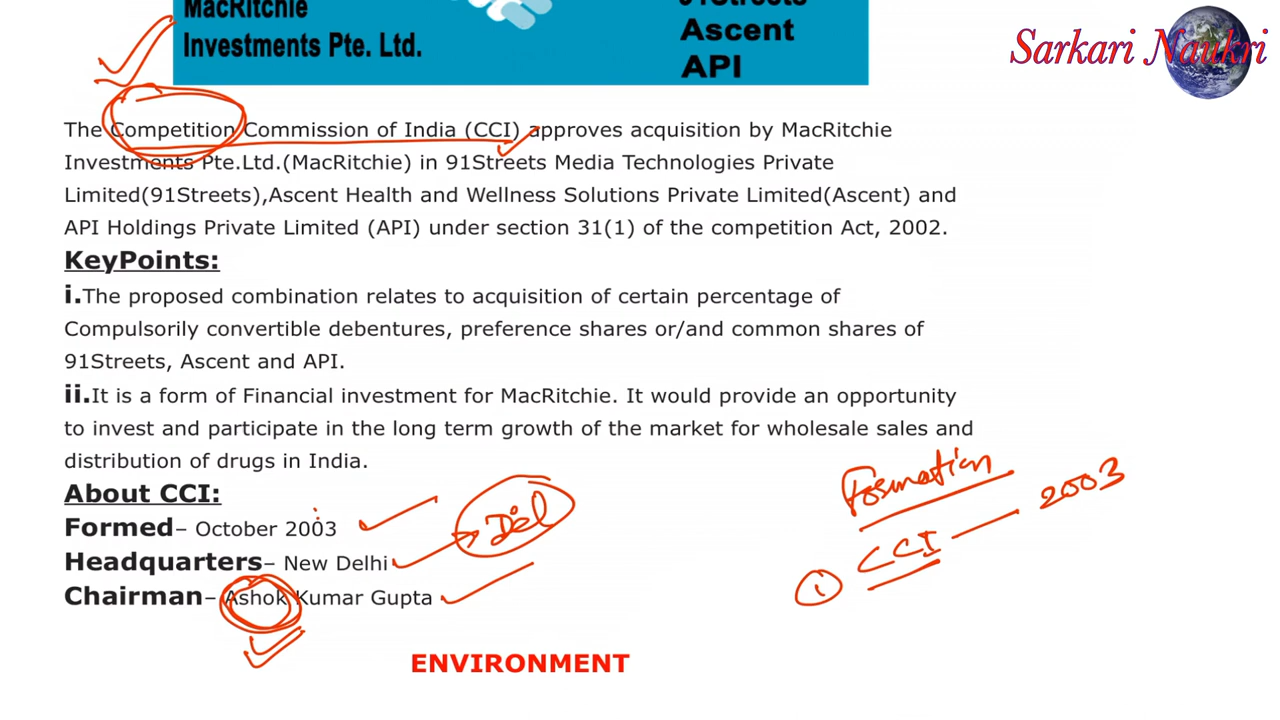 MacRitchie
Investments Pte. Ltd.
91Streets
Ascent
API
Sarkari Naukri
The Competition Commission of India (CCI) approves acquisition by MacRitchie
Investments Pte.Ltd.(MacRitchie) in 91Streets Media Technologies Private
Limited(91Streets),Ascent Health and Wellness Solutions Private Limited(Ascent) and
API Holdings Private Limited (API) under section 31(1) of the competition Act, 2002.
KeyPoints:
i.The proposed combination relates to acquisition of certain percentage of
Compulsorily convertible debentures, preference shares or/and common shares of
91Streets, Ascent and API.
ii.It is a form of Financial investment for MacRitchie. It would provide an opportunity
to invest and participate in the long term growth of the market for wholesale sales and
distribution of drugs in India.
About CCI:
Formed– October 2003
Headquarters– New Delhi
Chairman– Ashok Kumar Gupta
Formation
CCI — 2003
i
ENVIRONMENT